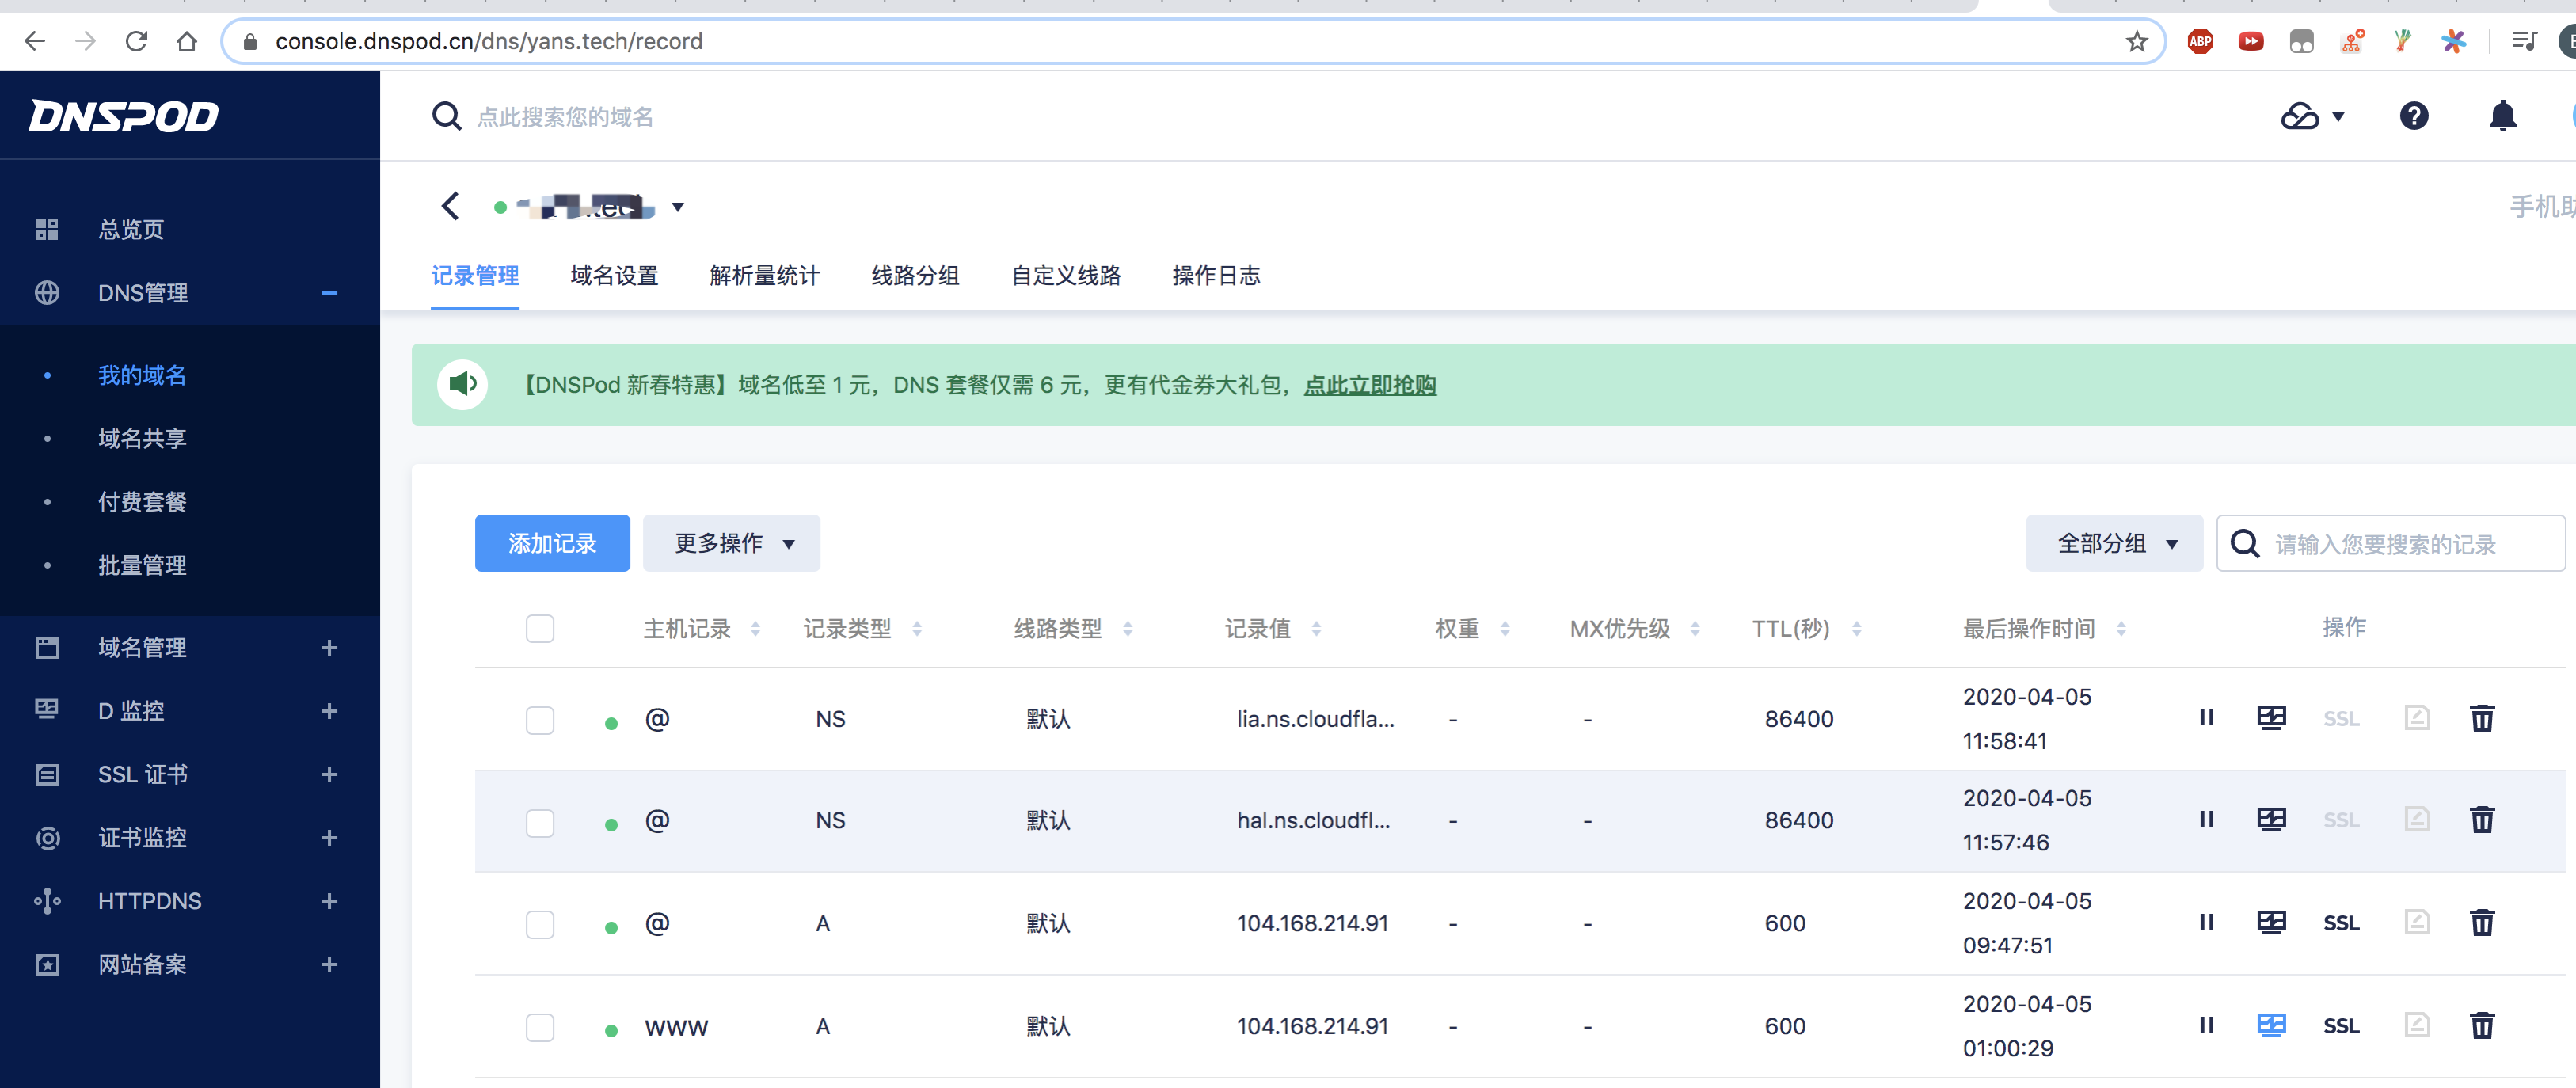 console.dnspod.cn/dns/yans.tech/record
ABP
DNSPOD
点此搜索您的域名
手机
总览页
DNS管理
我的域名
域名共享
付费套餐
批量管理
域名管理
D 监控
SSL 证书
证书监控
HTTPDNS
网站备案
记录管理 域名设置 解析量统计 线路分组 自定义线路 操作日志
【DNSPod 新春特惠】域名低至 1 元，DNS 套餐仅需 6 元，更有代金券大礼包，点此立即抢购
添加记录 更多操作 全部分组 请输入您要搜索的记录
主机记录 记录类型 线路类型 记录值 权重 MX优先级 TTL(秒) 最后操作时间 操作
@ NS 默认 lia.ns.cloudfla... - - 86400 2020-04-05 11:58:41 SSL
@ NS 默认 hal.ns.cloudfl... - - 86400 2020-04-05 11:57:46 SSL
@ A 默认 104.168.214.91 - - 600 2020-04-05 09:47:51 SSL
www A 默认 104.168.214.91 - - 600 2020-04-05 01:00:29 SSL